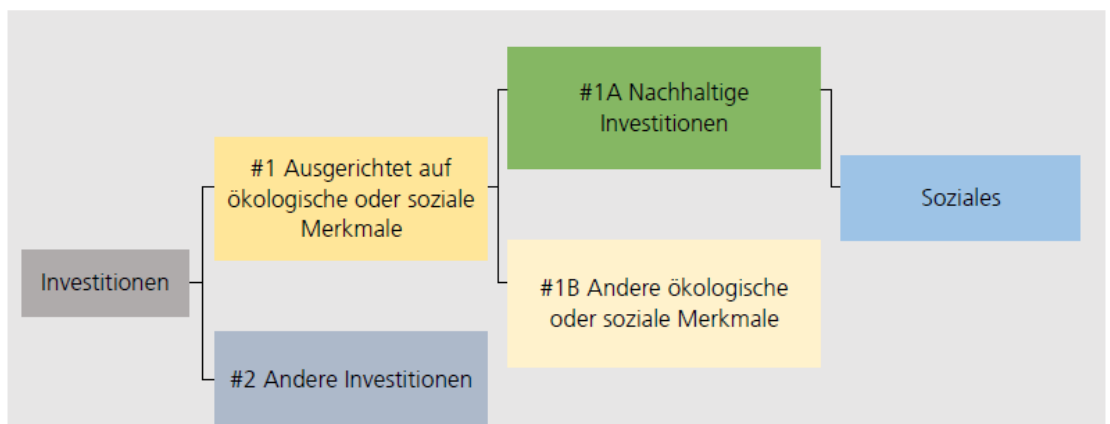 #1A Nachhaltige
Investitionen
#1 Ausgerichtet auf
ökologische oder soziale
Merkmale
Soziales
Investitionen
#1B Andere ökologische
oder soziale Merkmale
#2 Andere Investitionen